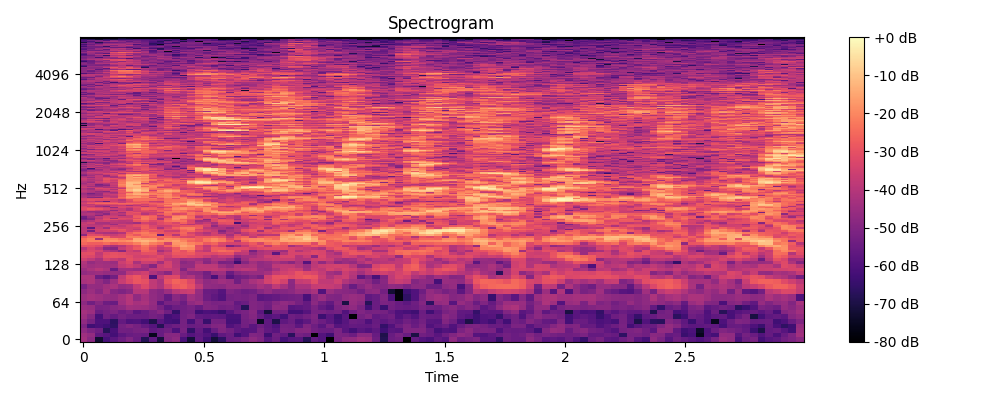 Spectrogram
Hz
4096
2048
1024
512
256
128
64
0
0
0.5
1
1.5
2
2.5
Time
+0 dB
-10 dB
-20 dB
-30 dB
-40 dB
-50 dB
-60 dB
-70 dB
-80 dB